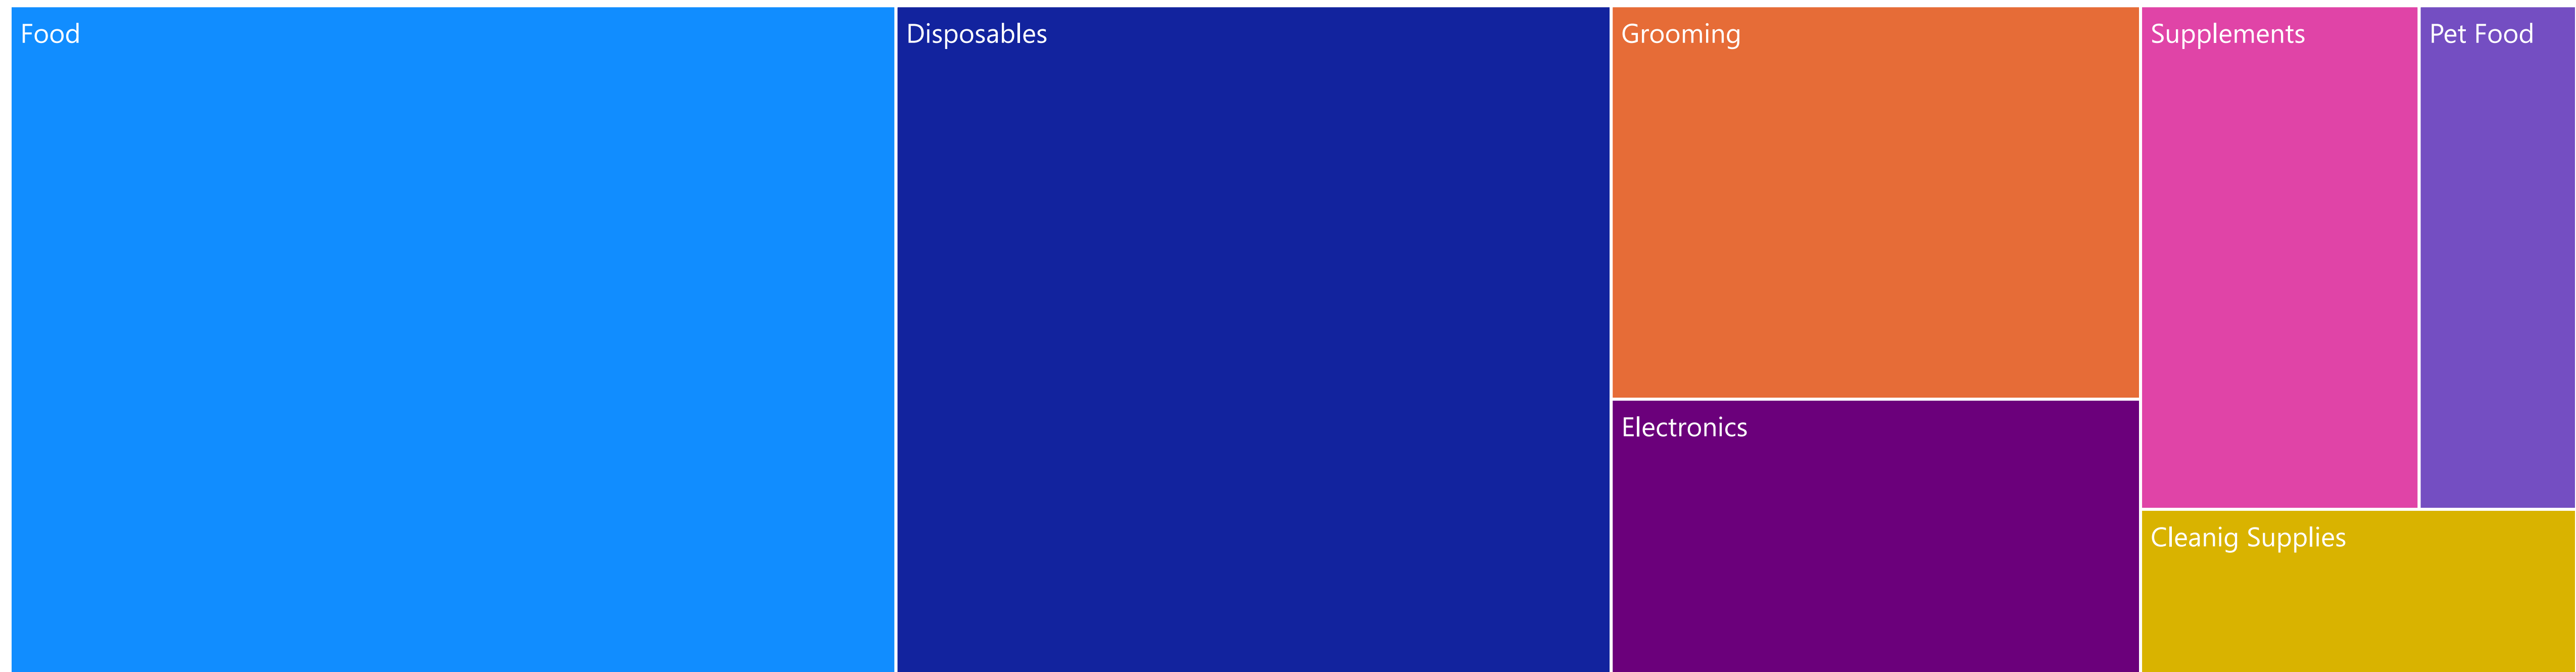 Food
Disposables
Grooming
Supplements
Pet Food
Electronics
Cleanig Supplies